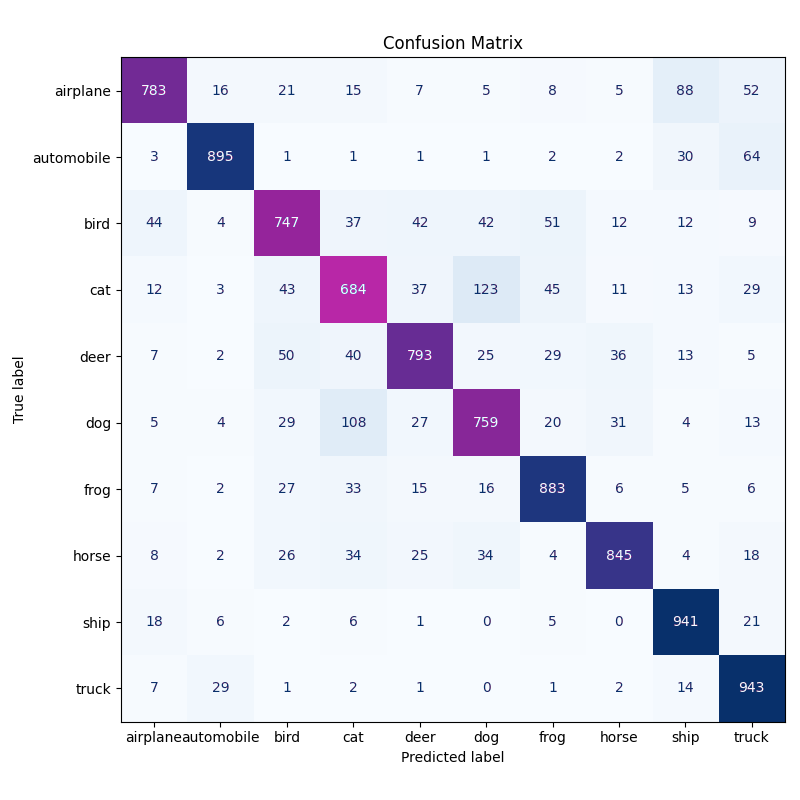 Confusion Matrix
airplane 783 16 21 15 7 5 8 5 88 52
automobile 3 895 1 1 1 1 2 2 30 64
bird 44 4 747 37 42 42 51 12 12 9
cat 12 3 43 684 37 123 45 11 13 29
deer 7 2 50 40 793 25 29 36 13 5
dog 5 4 29 108 27 759 20 31 4 13
frog 7 2 27 33 15 16 883 6 5 6
horse 8 2 26 34 25 34 4 845 4 18
ship 18 6 2 6 1 0 5 0 941 21
truck 7 29 1 2 1 0 1 2 14 943
airplane automobile bird cat deer dog frog horse ship truck
Predicted label
True label